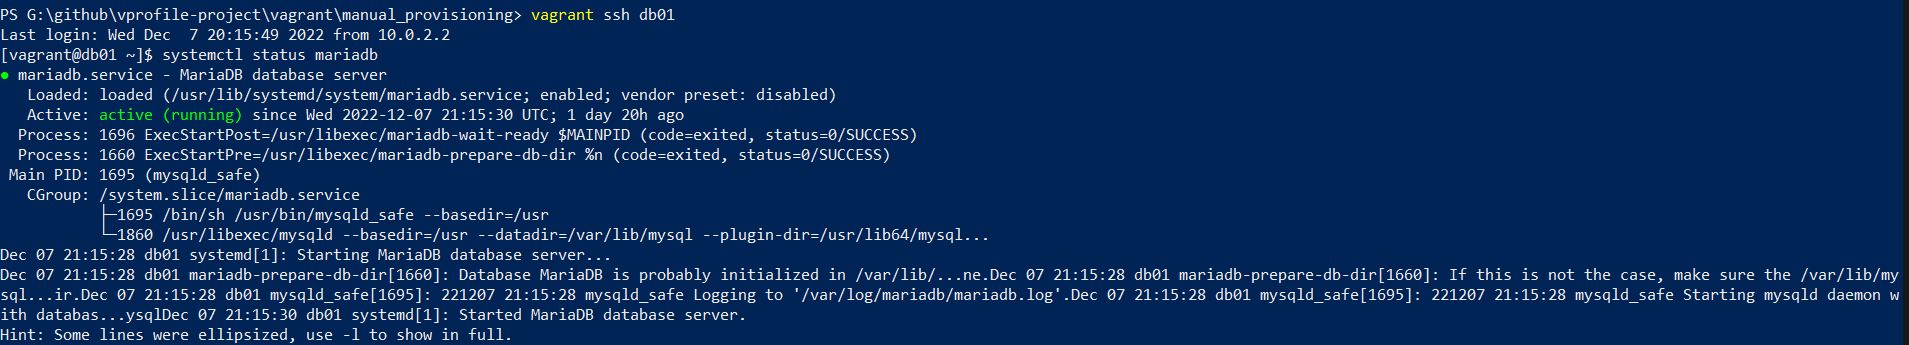 PS G:\github\vprofile-project\vagrant\manual_provisioning> vagrant ssh db01
Last login: Wed Dec  7 20:15:49 2022 from 10.0.2.2
[vagrant@db01 ~]$ systemctl status mariadb
● mariadb.service - MariaDB database server
   Loaded: loaded (/usr/lib/systemd/system/mariadb.service; enabled; vendor preset: disabled)
   Active: active (running) since Wed 2022-12-07 21:15:30 UTC; 1 day 20h ago
  Process: 1696 ExecStartPost=/usr/libexec/mariadb-wait-ready $MAINPID (code=exited, status=0/SUCCESS)
  Process: 1660 ExecStartPre=/usr/libexec/mariadb-prepare-db-dir %n (code=exited, status=0/SUCCESS)
 Main PID: 1695 (mysqld_safe)
   CGroup: /system.slice/mariadb.service
           ├─1695 /bin/sh /usr/bin/mysqld_safe --basedir=/usr
           └─1860 /usr/libexec/mysqld --basedir=/usr --datadir=/var/lib/mysql --plugin-dir=/usr/lib64/mysql...
Dec 07 21:15:28 db01 systemd[1]: Starting MariaDB database server...
Dec 07 21:15:28 db01 mariadb-prepare-db-dir[1660]: Database MariaDB is probably initialized in /var/lib/...ne.Dec 07 21:15:28 db01 mariadb-prepare-db-dir[1660]: If this is not the case, make sure the /var/lib/my
sql...ir.Dec 07 21:15:28 db01 mysqld_safe[1695]: 221207 21:15:28 mysqld_safe Logging to '/var/log/mariadb/mariadb.log'.Dec 07 21:15:28 db01 mysqld_safe[1695]: 221207 21:15:28 mysqld_safe Starting mysqld daemon w
ith databas...ysqlDec 07 21:15:30 db01 systemd[1]: Started MariaDB database server.
Hint: Some lines were ellipsized, use -l to show in full.